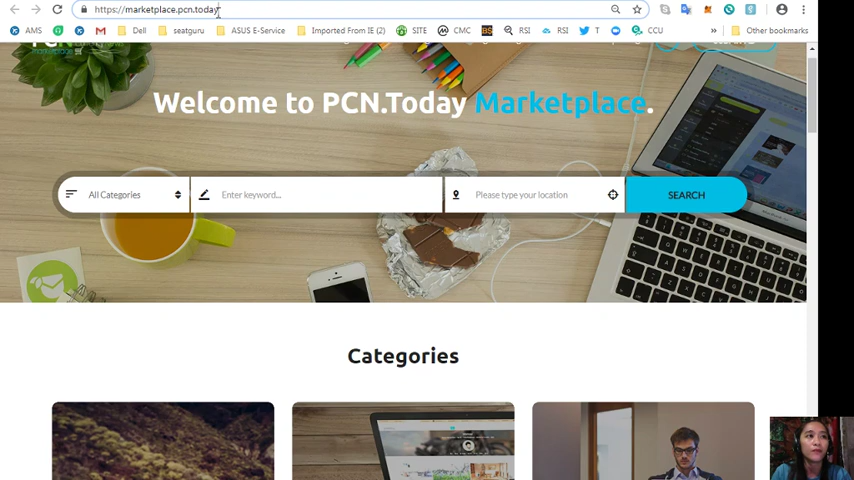 https://marketplace.pcn.today
AMS
Dell
seatguru
ASUS E-Service
Imported From IE (2)
SITE
CMC
RSI
RSI
T
CCU
Other bookmarks
Welcome to PCN.Today Marketplace.
All Categories
Enter keyword...
Please type your location
SEARCH
Categories